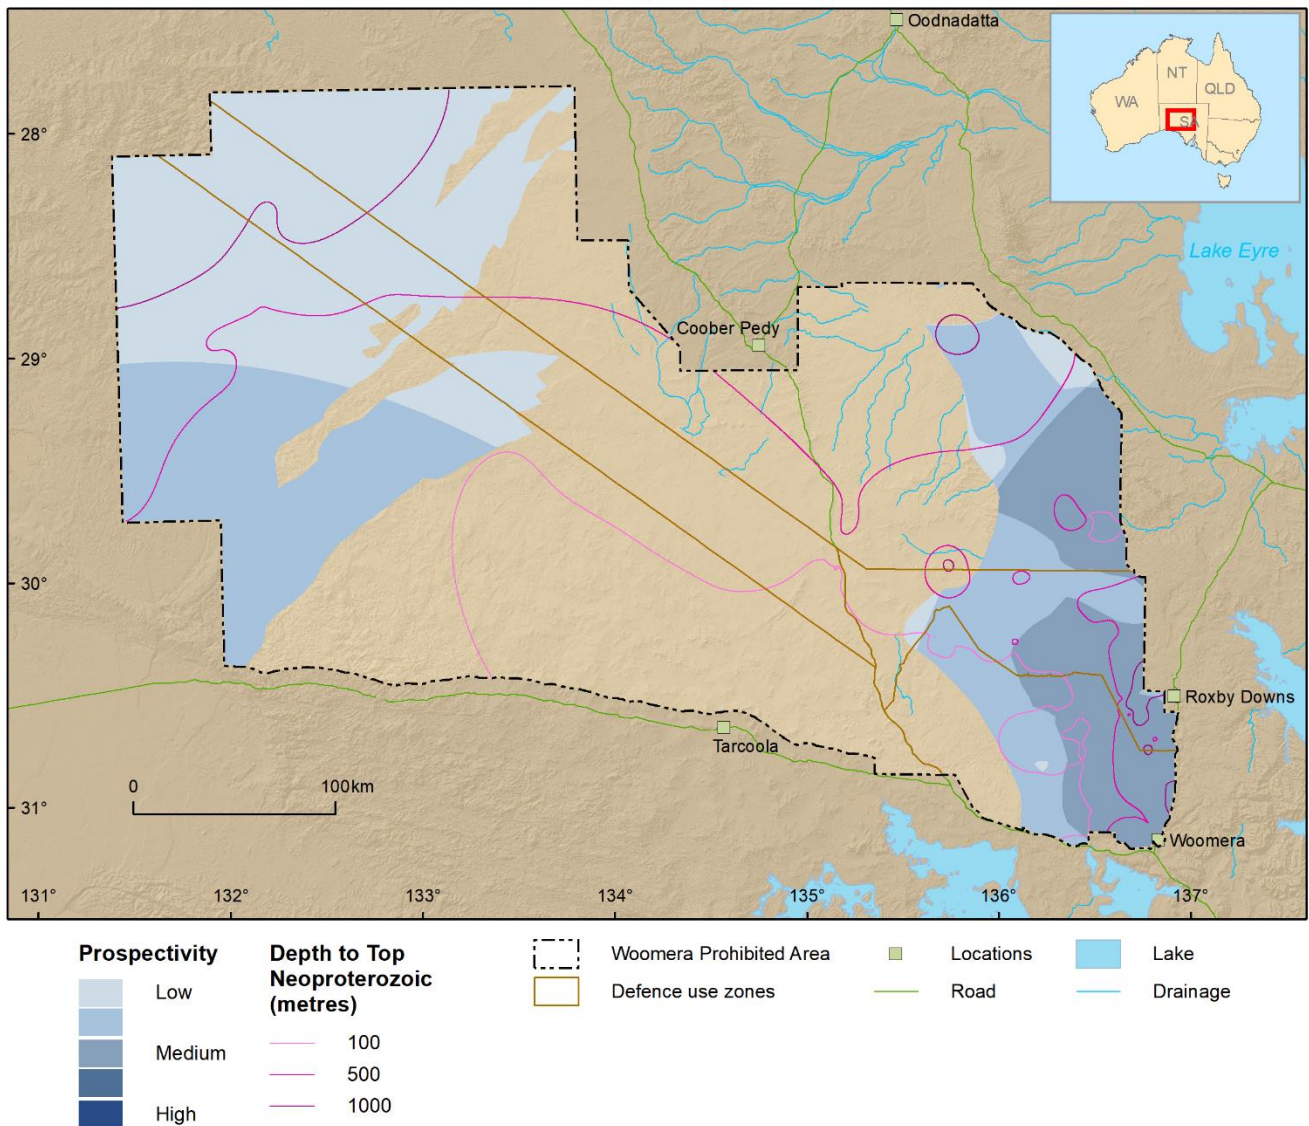 Oodnadatta
NT
WA
QLD
SA
28°
Lake Eyre
Coober Pedy
29°
30°
Roxby Downs
Tarcoola
0 100 km
31°
Woomera
131° 132° 133° 134° 135° 136° 137°
Prospectivity
Low
Medium
High
Depth to Top
Neoproterozoic
(metres)
100
500
1000
Woomera Prohibited Area
Defence use zones
Locations
Road
Lake
Drainage